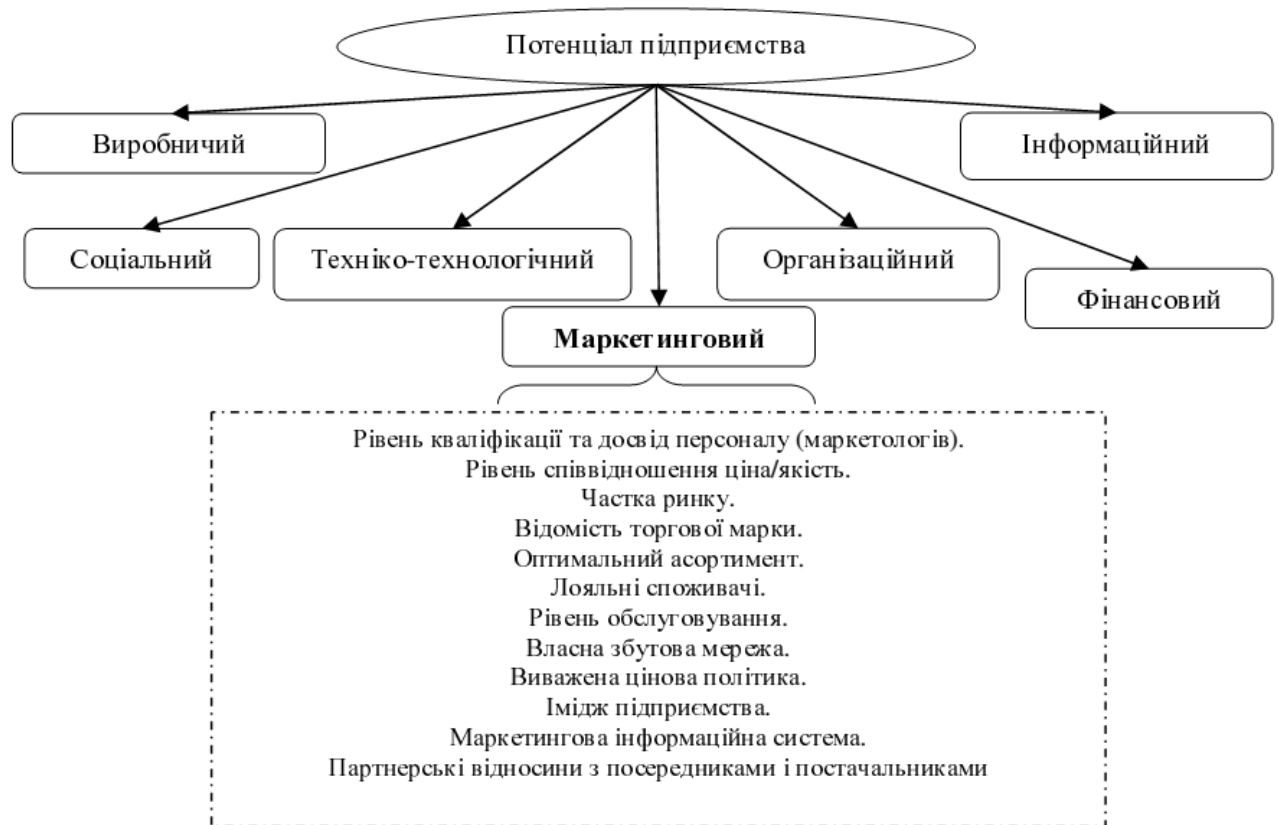 Потенціал підприємства
Виробничий
Інформаційний
Соціальний
Техніко-технологічний
Організаційний
Фінансовий
Маркетинговий
Рівень кваліфікації та досвід персоналу (маркетологів).
Рівень співвідношення ціна/якість.
Частка ринку.
Відомість торгової марки.
Оптимальний асортимент.
Лояльні споживачі.
Рівень обслуговування.
Власна збутова мережа.
Виважена цінова політика.
Імідж підприємства.
Маркетингова інформаційна система.
Партнерські відносини з посередниками і постачальниками